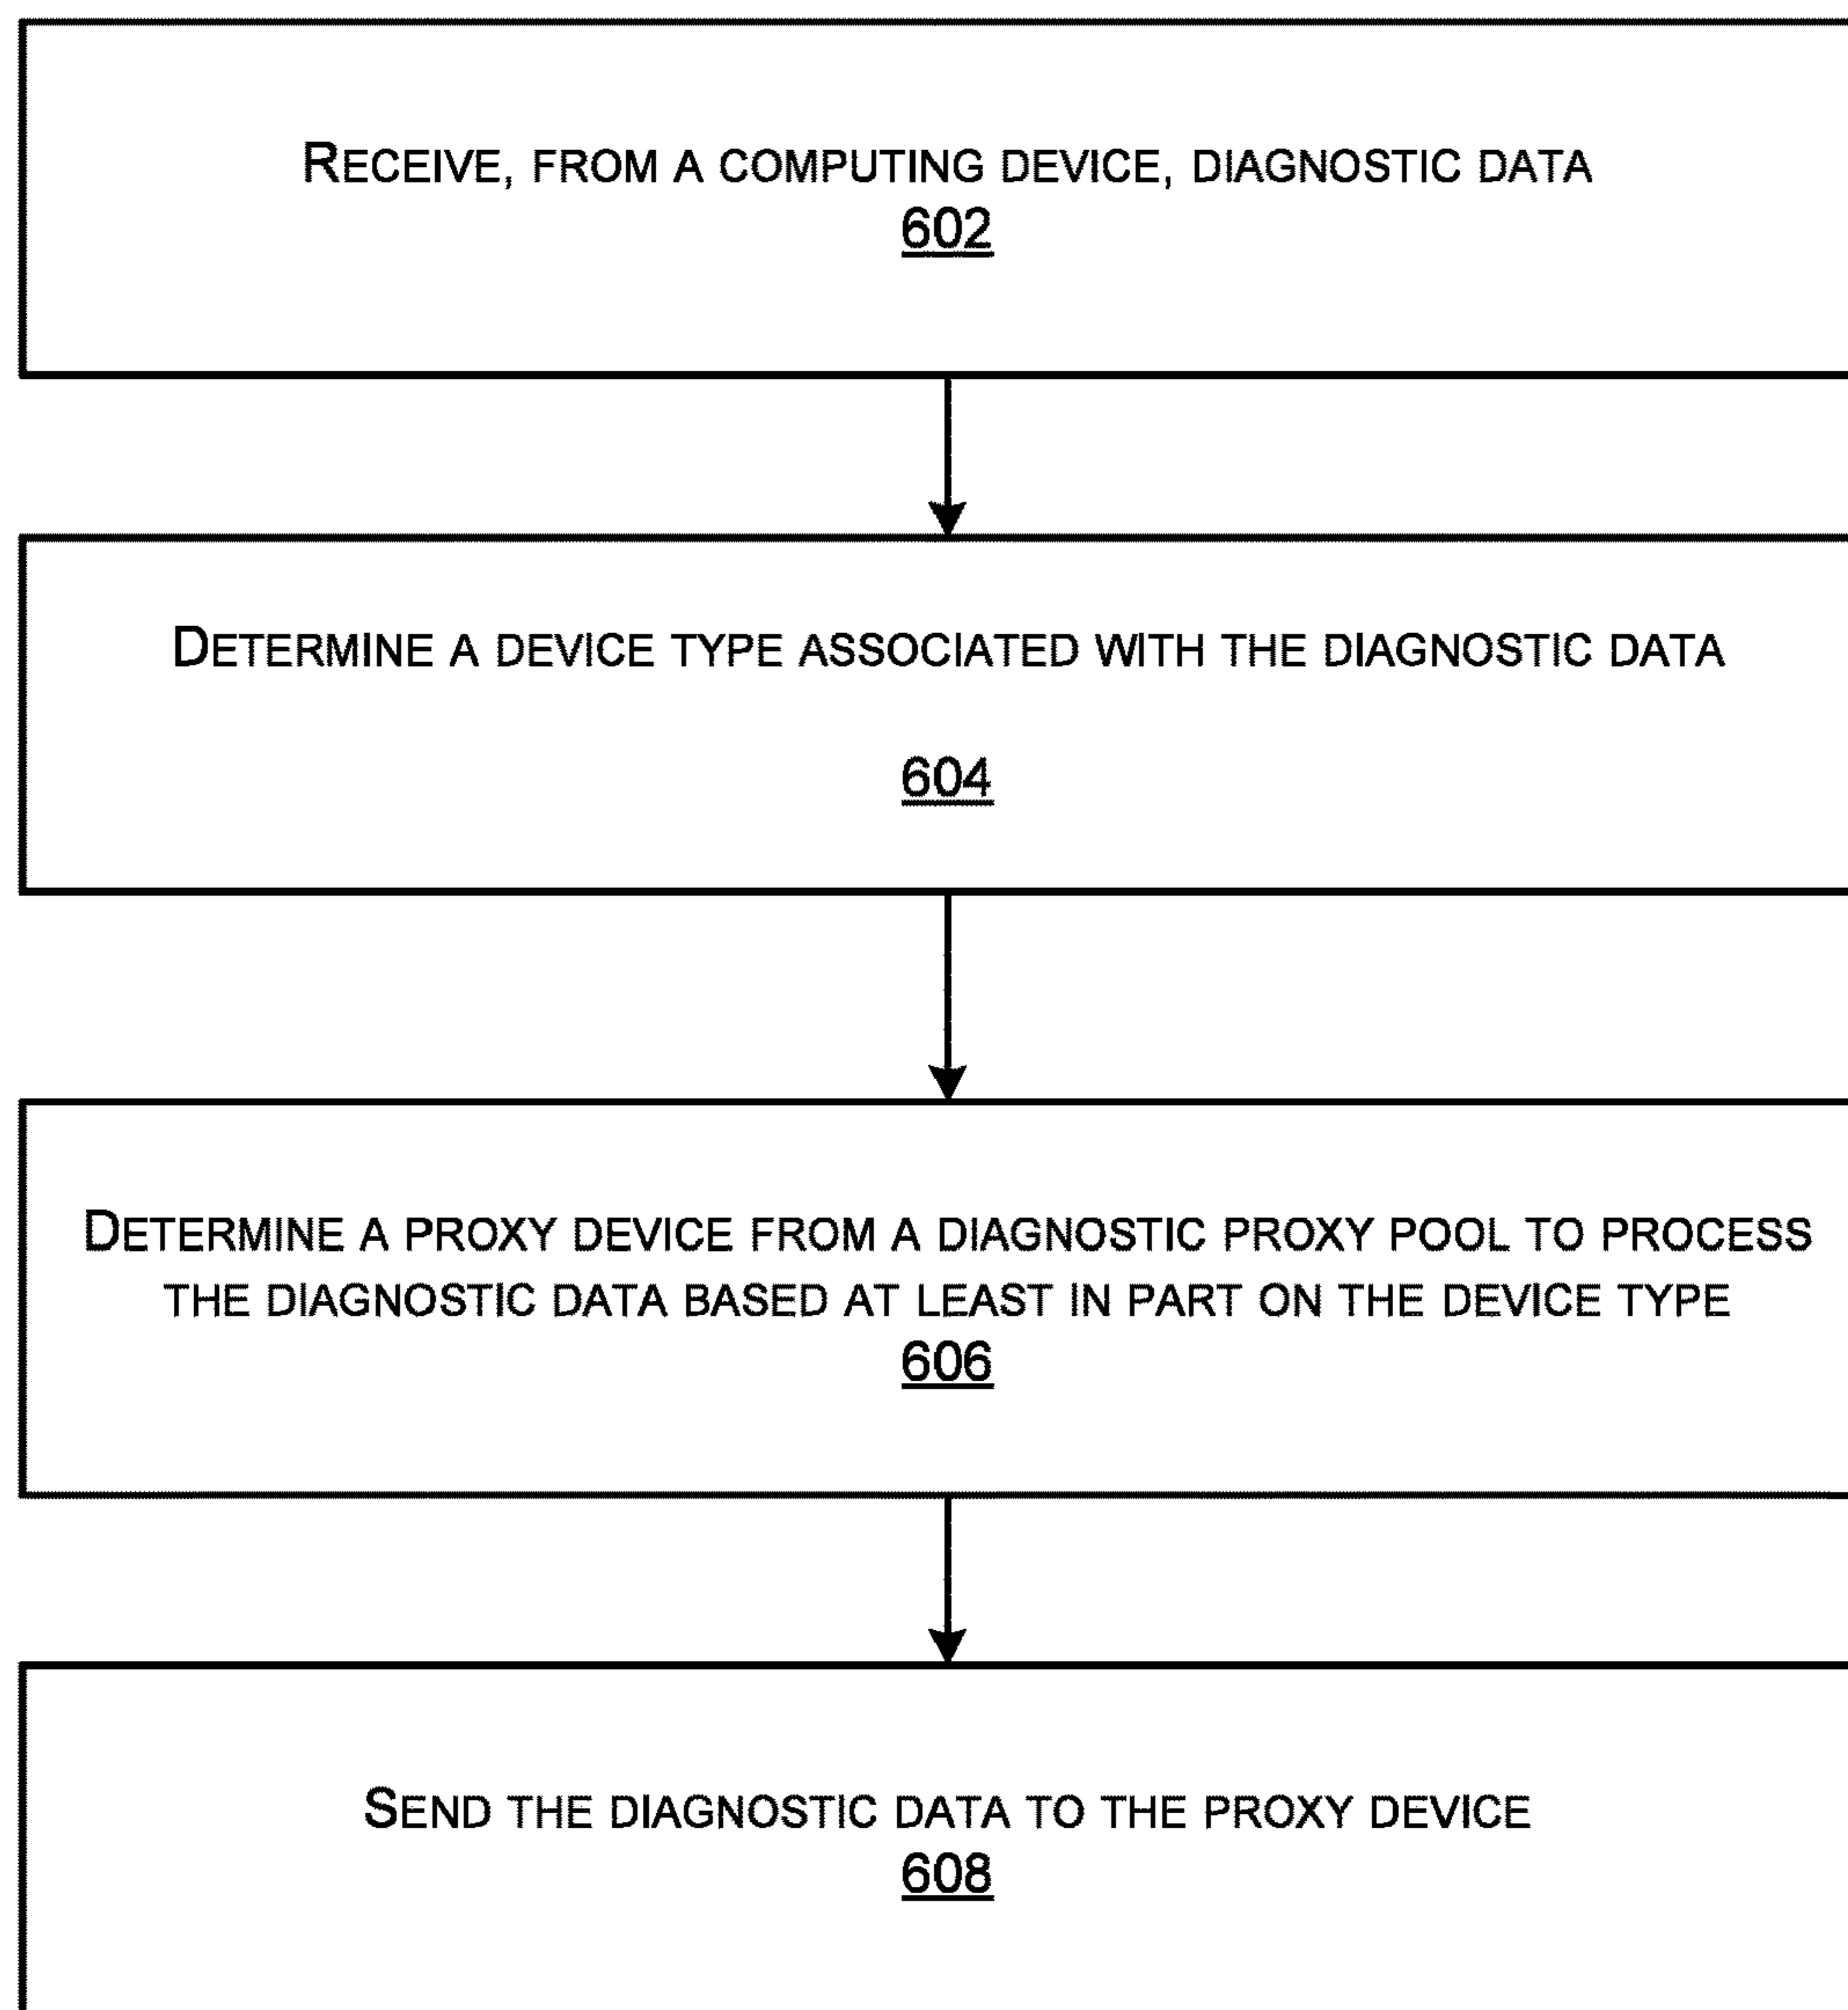 RECEIVE, FROM A COMPUTING DEVICE, DIAGNOSTIC DATA
602
DETERMINE A DEVICE TYPE ASSOCIATED WITH THE DIAGNOSTIC DATA
604
DETERMINE A PROXY DEVICE FROM A DIAGNOSTIC PROXY POOL TO PROCESS
THE DIAGNOSTIC DATA BASED AT LEAST IN PART ON THE DEVICE TYPE
606
SEND THE DIAGNOSTIC DATA TO THE PROXY DEVICE
608